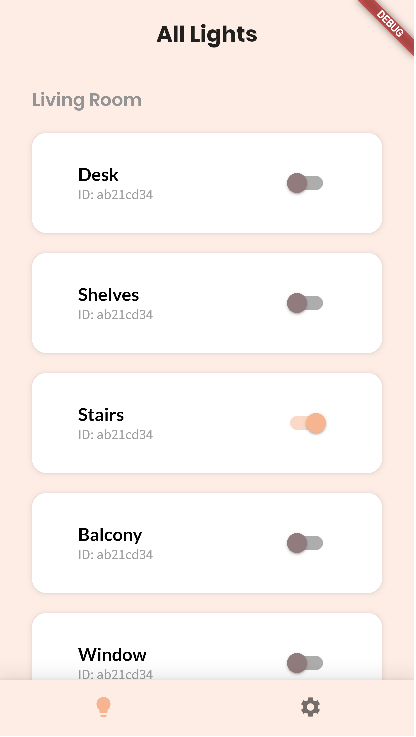 DEBUG
All Lights
Living Room
Desk
ID: ab21cd34
Shelves
ID: ab21cd34
Stairs
ID: ab21cd34
Balcony
ID: ab21cd34
Window
ID: ab21cd34